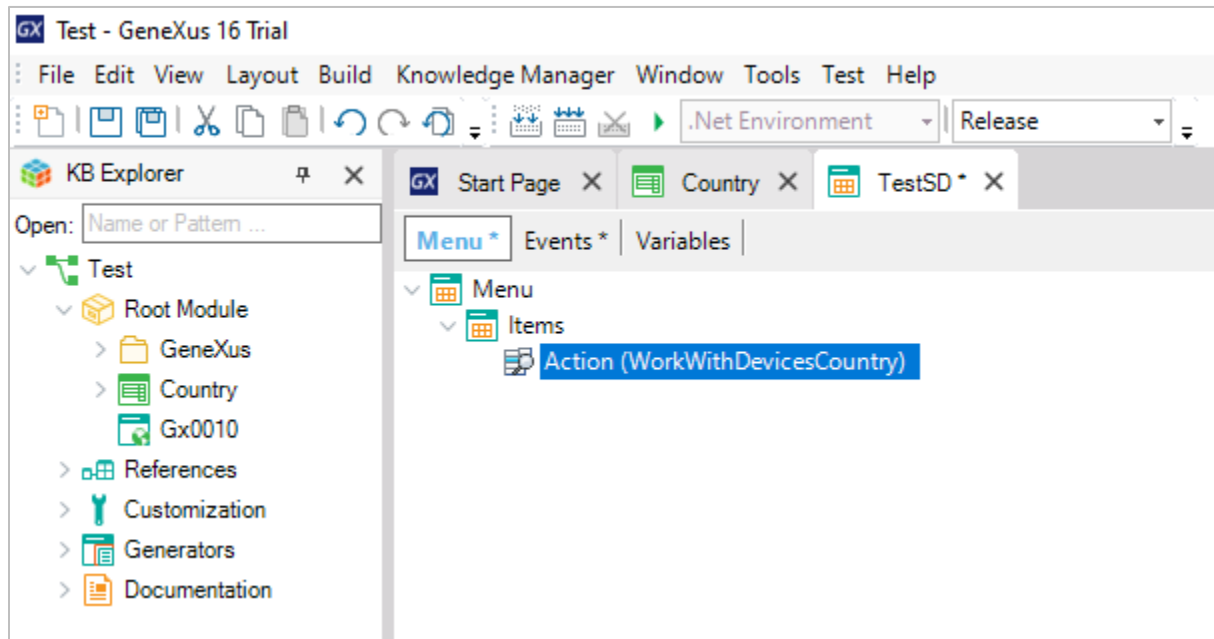 GX Test - GeneXus 16 Trial
File Edit View Layout Build Knowledge Manager Window Tools Test Help
.Net Environment Release
KB Explorer
GX Start Page Country TestSD *
Open: Name or Pattern ...
Menu * Events * Variables
Test
Root Module
GeneXus
Country
Gx0010
References
Customization
Generators
Documentation
Menu
Items
Action (WorkWithDevicesCountry)